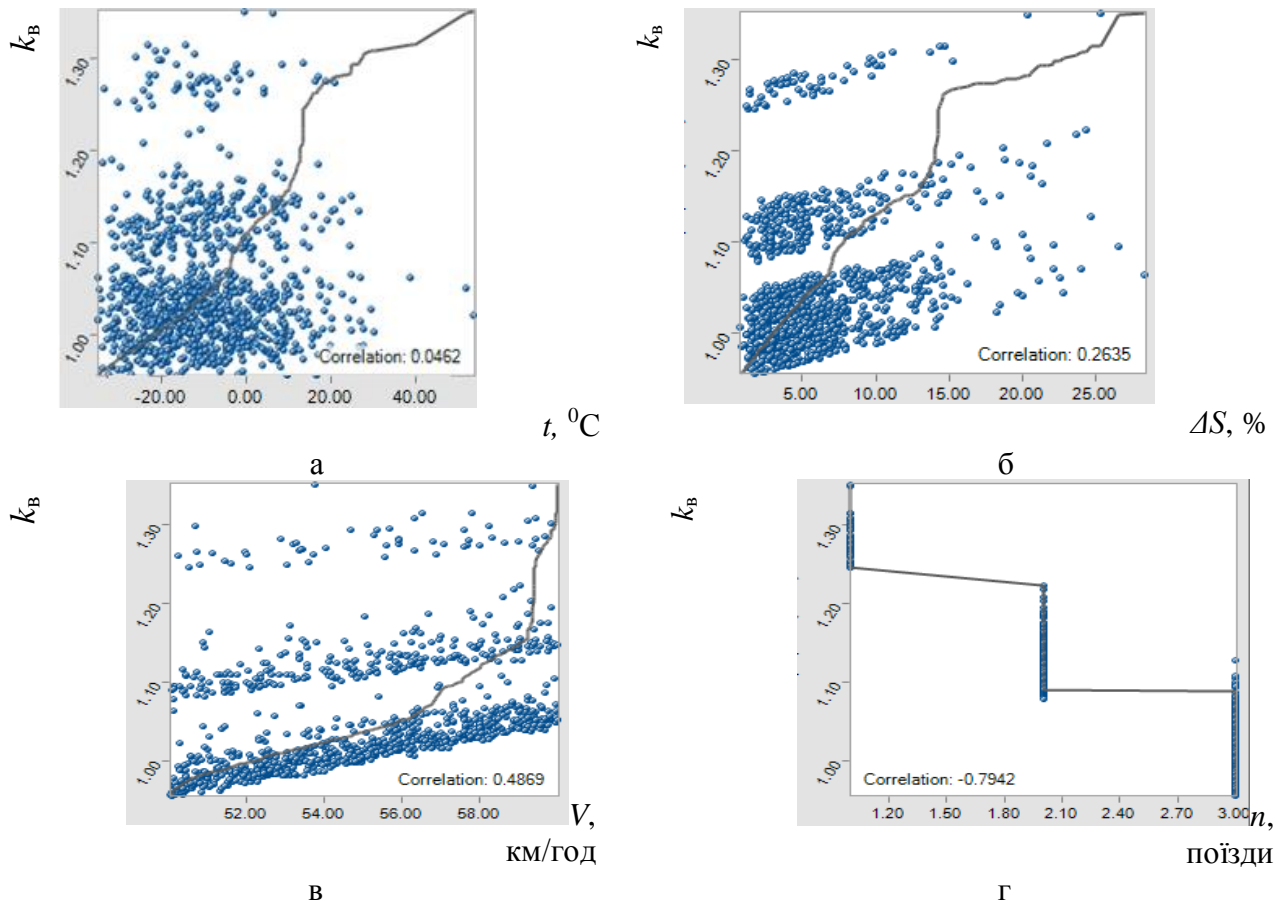 kв
1.30
1.20
1.10
1.00
Correlation: 0.0462
-20.00 0.00 20.00 40.00
t, ⁰C
а
kв
1.30
1.20
1.10
1.00
Correlation: 0.2635
5.00 10.00 15.00 20.00 25.00
ΔS, %
б
kв
1.30
1.20
1.10
1.00
Correlation: 0.4869
52.00 54.00 56.00 58.00
V,
км/год
в
kв
1.30
1.20
1.10
1.00
Correlation: -0.7942
1.20 1.50 1.80 2.10 2.40 2.70 3.00
n,
поїзди
г